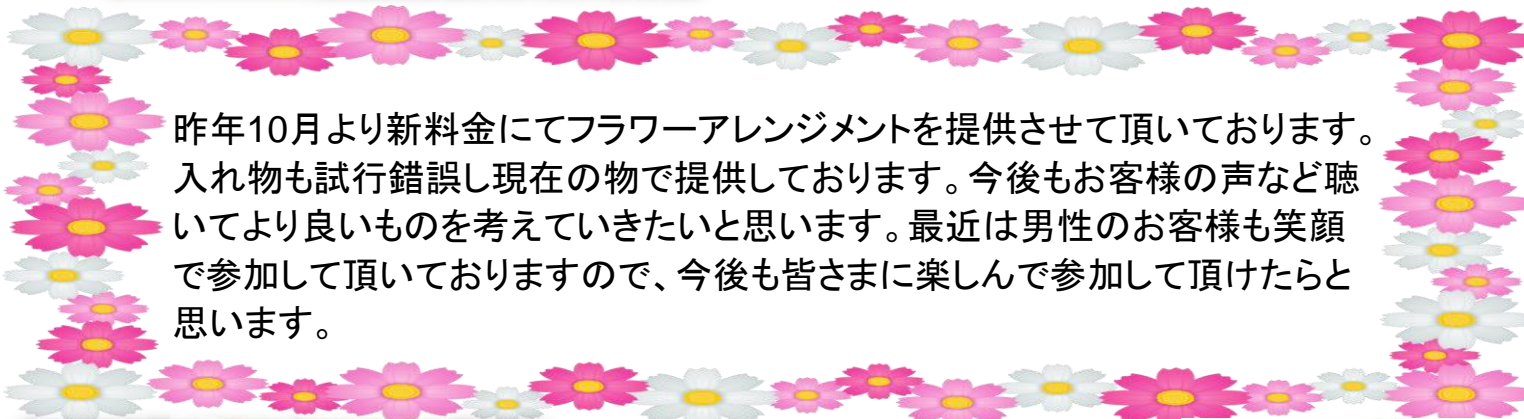 昨年10月より新料金にてフラワーアレンジメントを提供させて頂いております。
入れ物も試行錯誤し現在の物で提供しております。今後もお客様の声など聴
いてより良いものを考えていきたいと思います。最近は男性のお客様も笑顔
で参加して頂いておりますので、今後も皆さまに楽しんで参加して頂けたらと
思います。